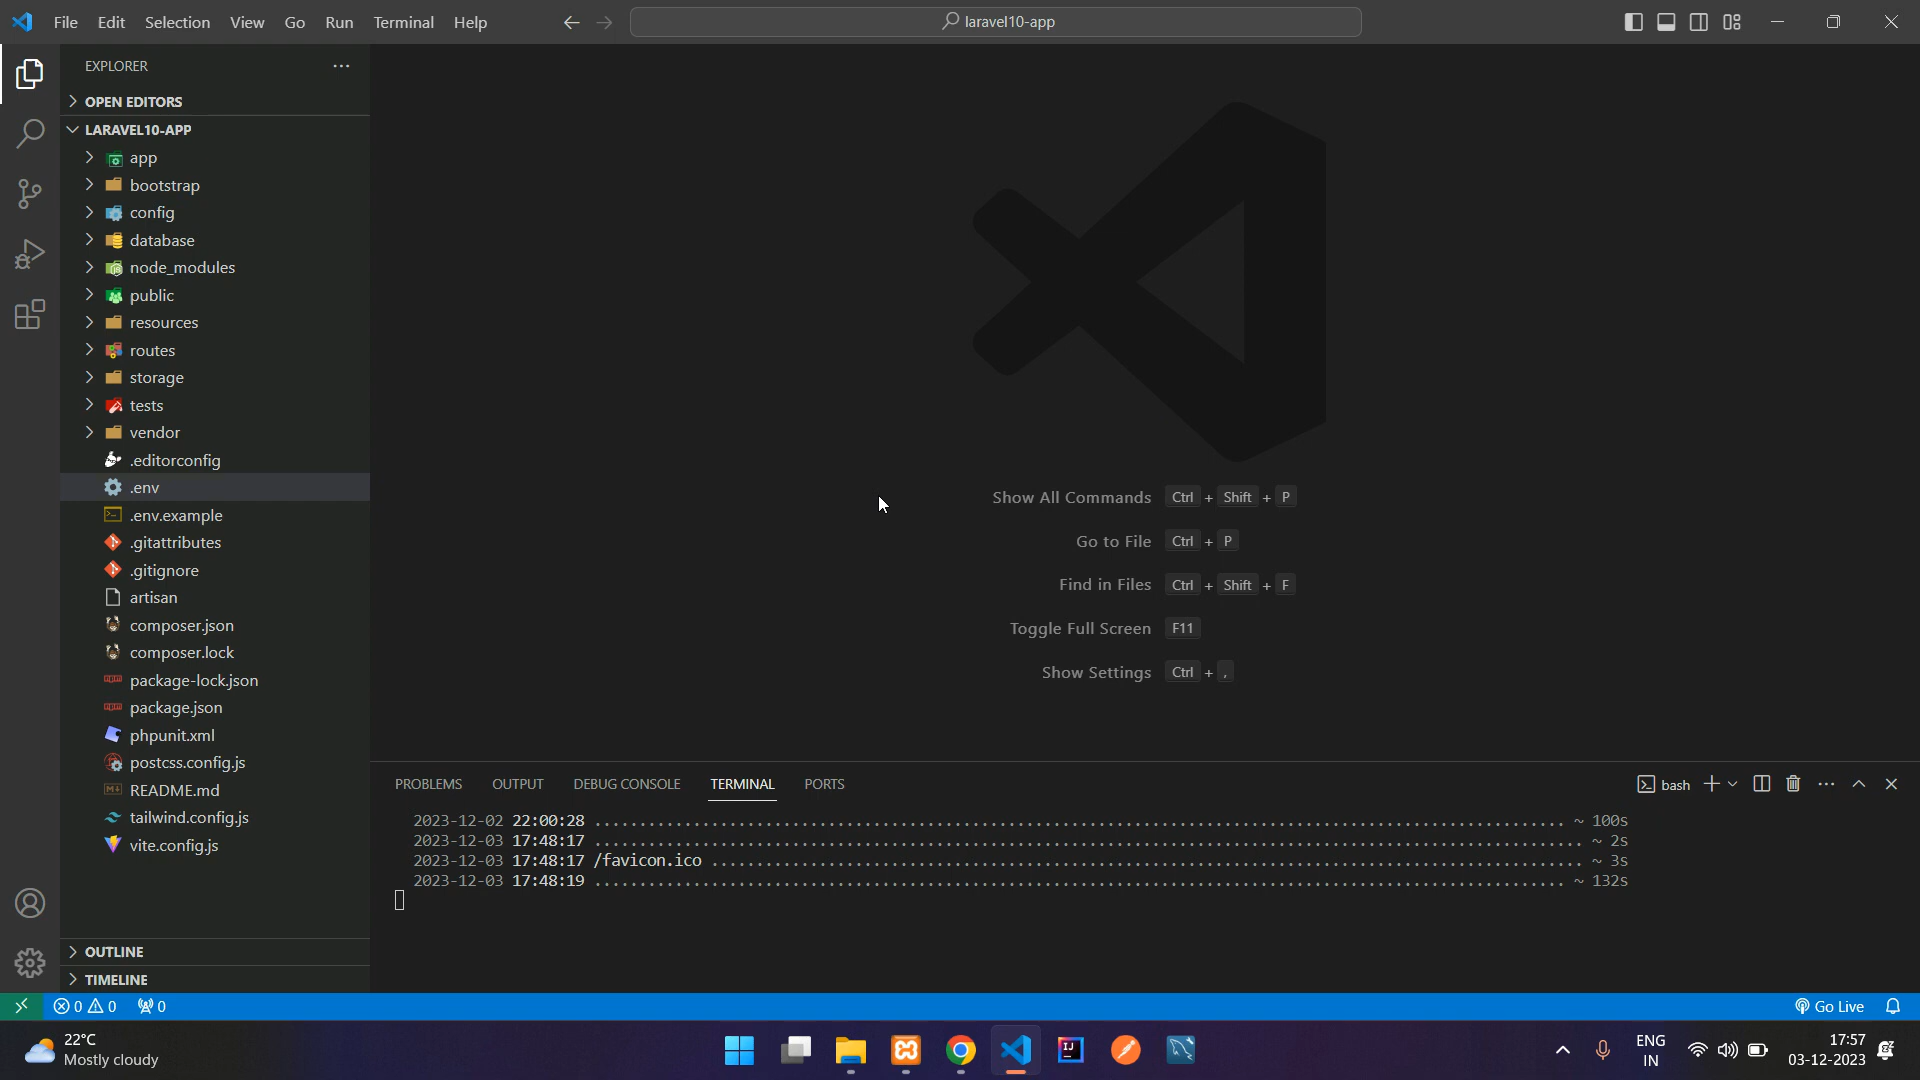 File Edit Selection View Go Run Terminal Help
laravel10-app
EXPLORER
OPEN EDITORS
LARAVEL10-APP
app
bootstrap
config
database
node_modules
public
resources
routes
storage
tests
vendor
.editorconfig
.env
.env.example
.gitattributes
.gitignore
artisan
composer.json
composer.lock
package-lock.json
package.json
phpunit.xml
postcss.config.js
README.md
tailwind.config.js
vite.config.js
OUTLINE
TIMELINE
Show All Commands Ctrl + Shift + P
Go to File Ctrl + P
Find in Files Ctrl + Shift + F
Toggle Full Screen F11
Show Settings Ctrl + ,
PROBLEMS OUTPUT DEBUG CONSOLE TERMINAL PORTS
bash
2023-12-02 22:00:28 ........ ~ 100s
2023-12-03 17:48:17 ........ ~ 2s
2023-12-03 17:48:17 /favicon.ico ........ ~ 3s
2023-12-03 17:48:19 ........ ~ 132s
0 0 0
Go Live
22°C
Mostly cloudy
ENG
IN
17:57
03-12-2023